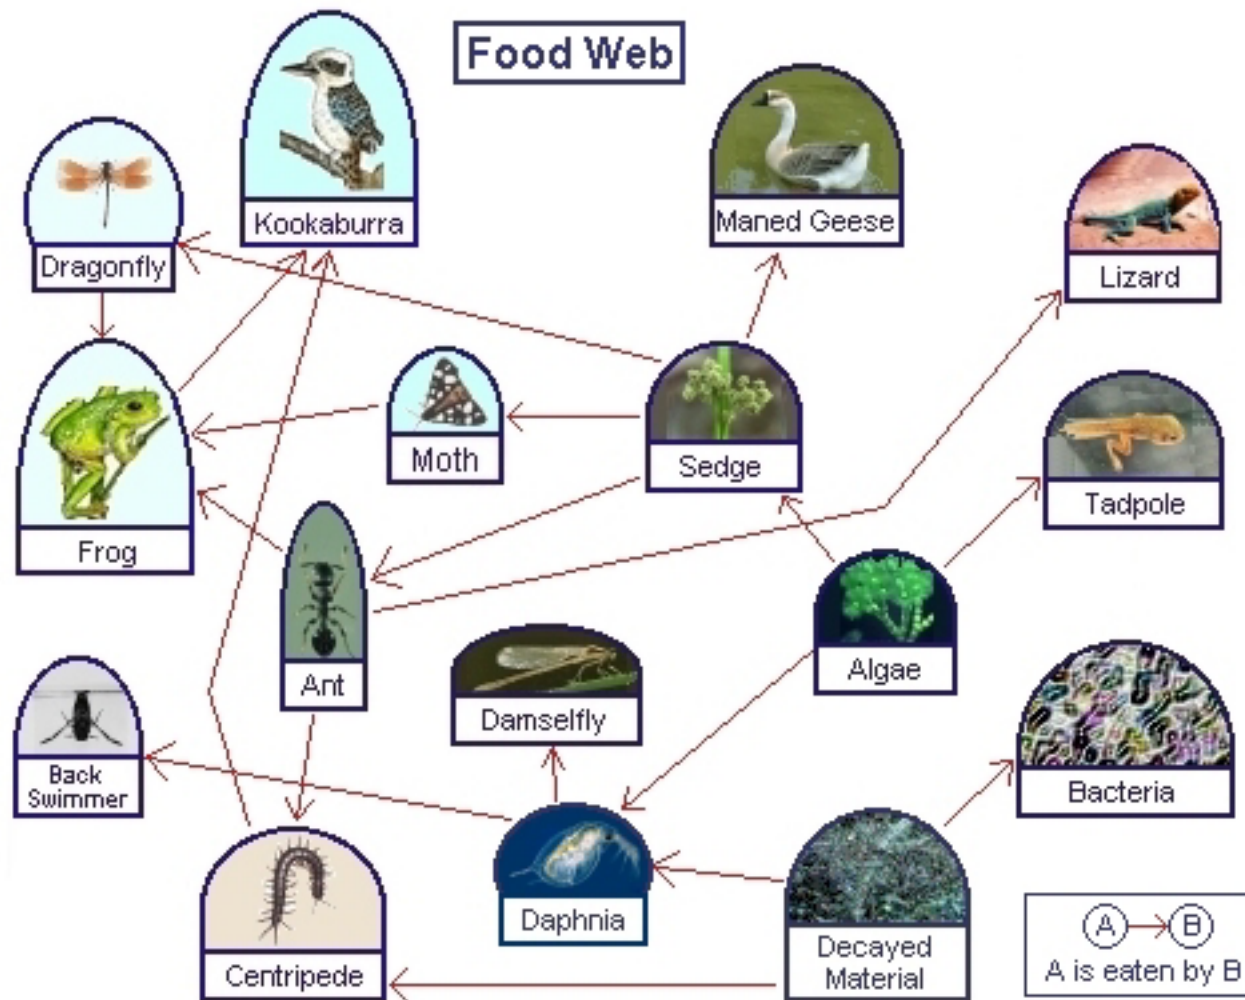 Food Web
Kookaburra
Maned Geese
Dragonfly
Lizard
Moth
Sedge
Tadpole
Frog
Ant
Algae
Damselfly
Back
Swimmer
Bacteria
Daphnia
Centripede
Decayed
Material
A B
A is eaten by B